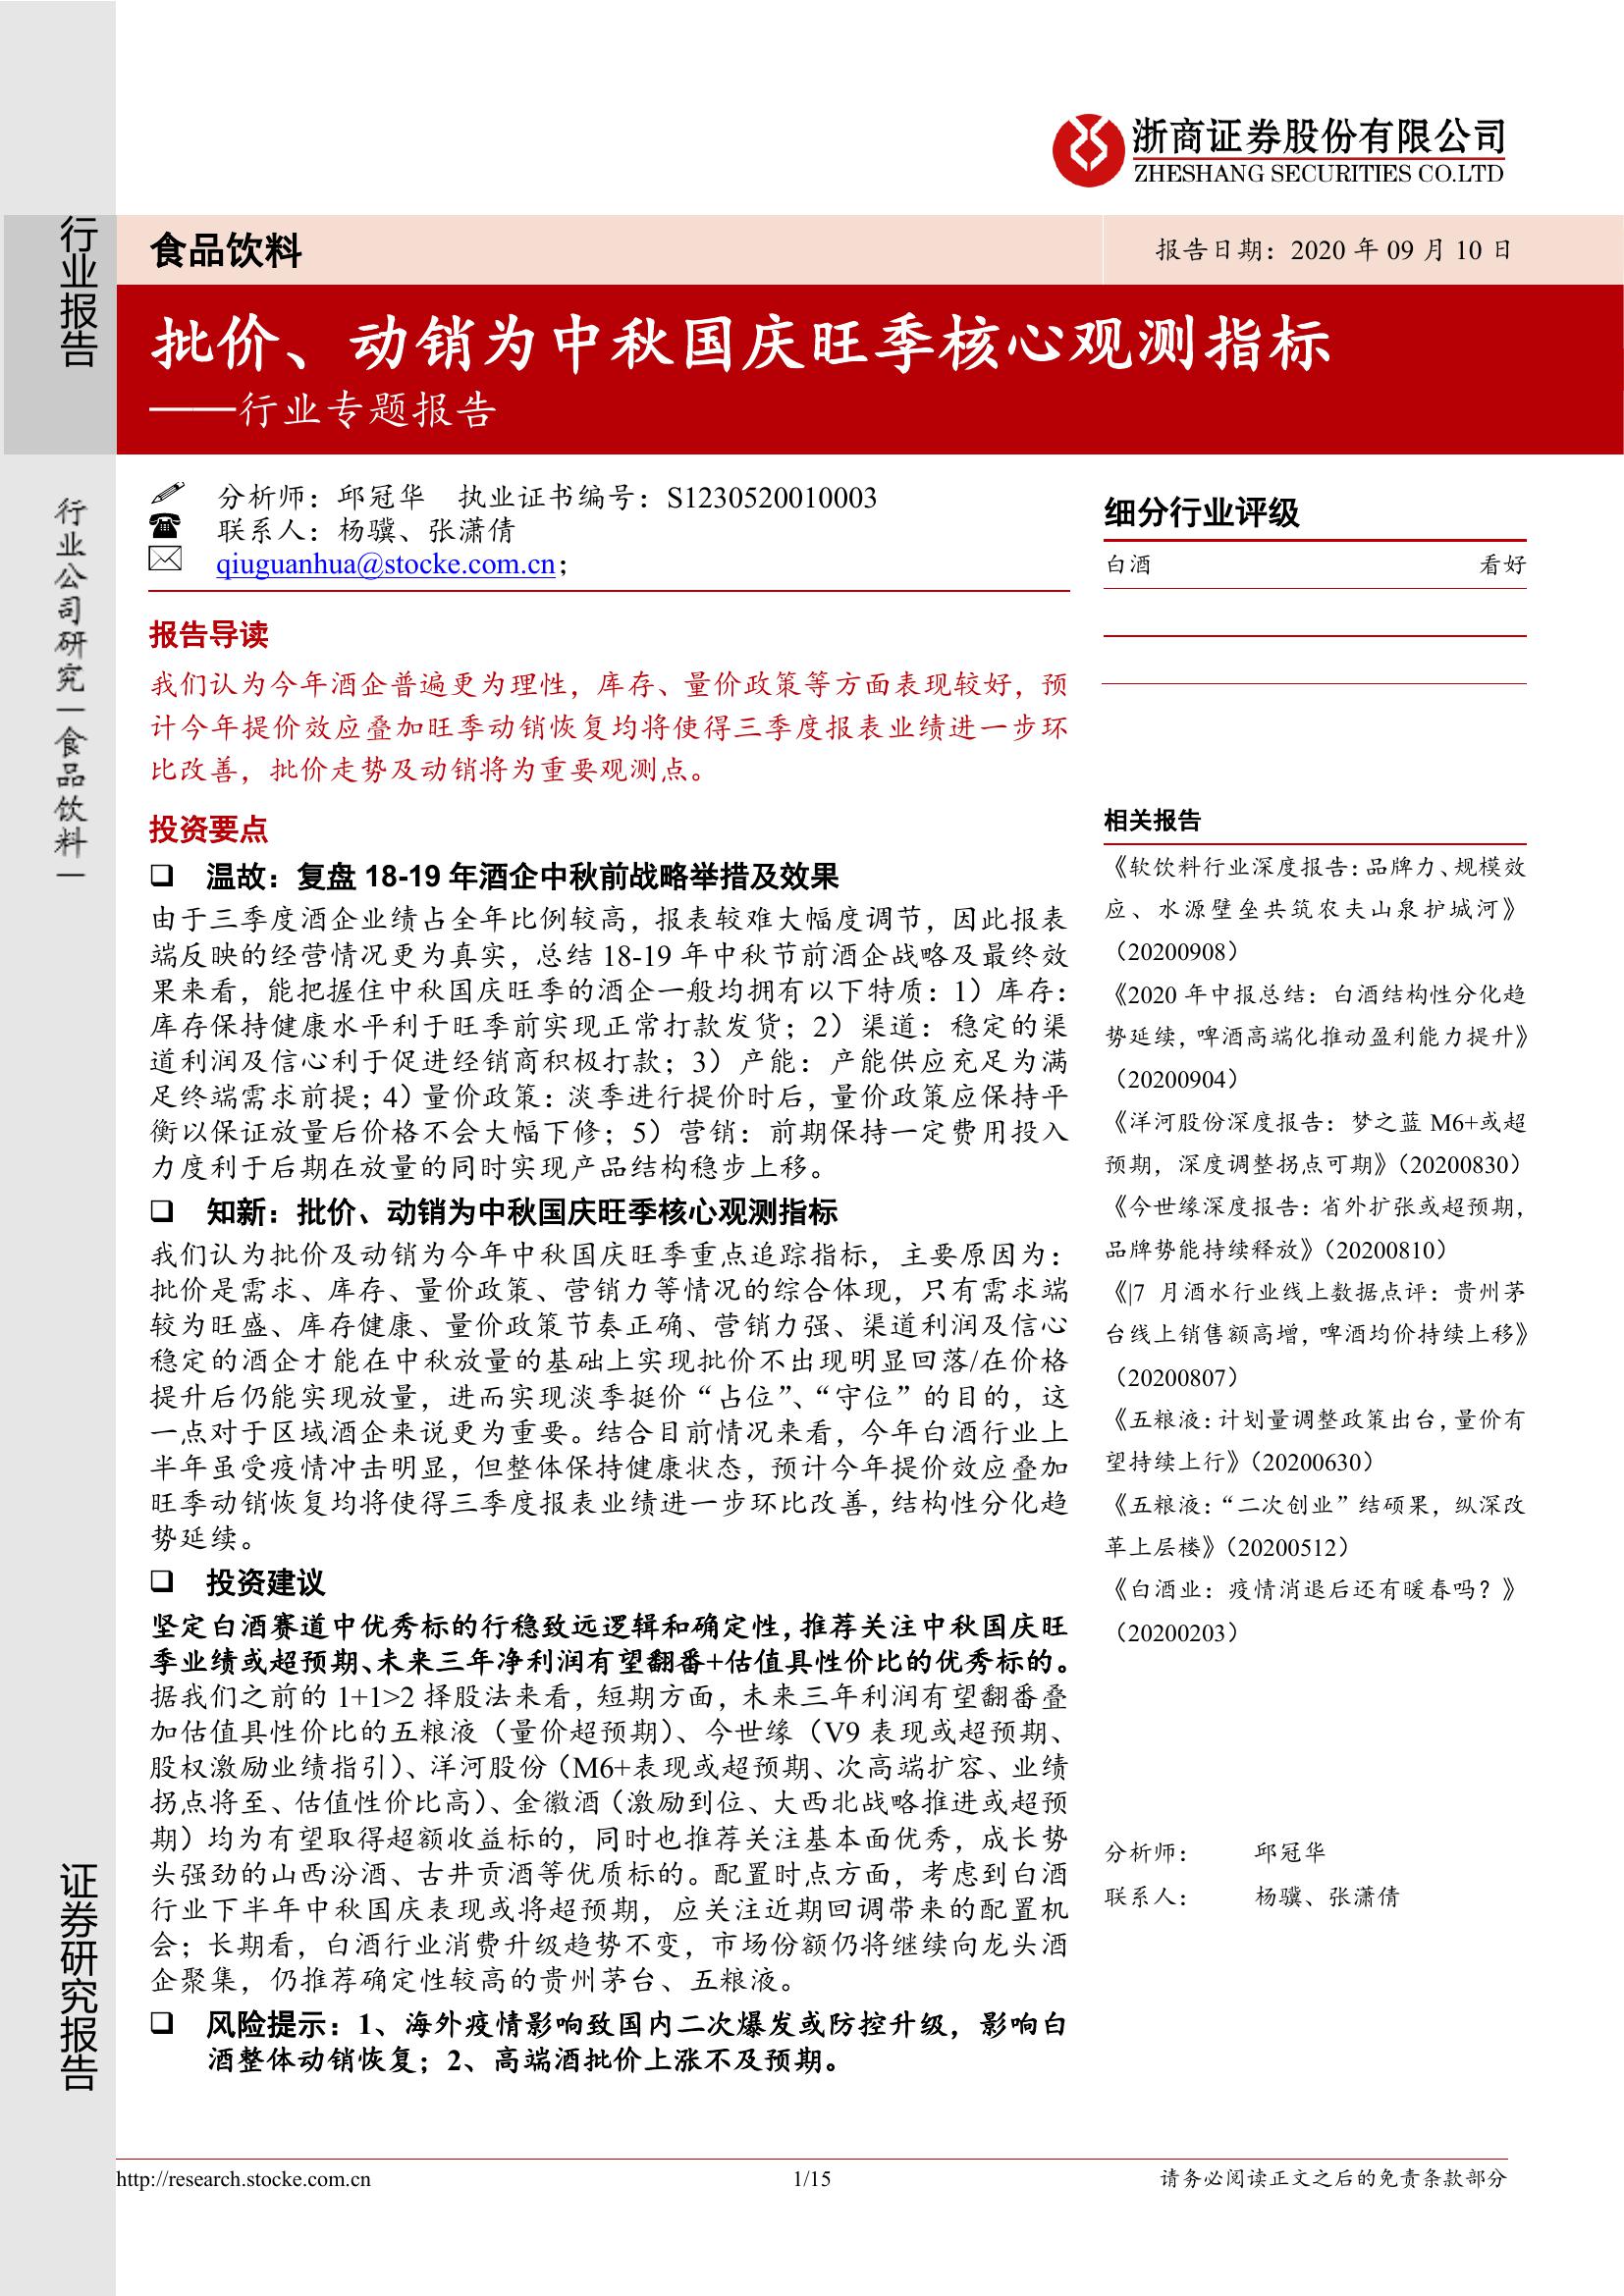 浙商证券股份有限公司
ZHESHANG SECURITIES CO.LTD
行业报告
食品饮料
报告日期：2020 年 09 月 10 日
批价、动销为中秋国庆旺季核心观测指标
——行业专题报告
行业公司研究|食品饮料|
分析师：邱冠华 执业证书编号：S1230520010003
联系人：杨骥、张潇倩
qiuguanhua@stocke.com.cn；
报告导读
我们认为今年酒企普遍更为理性，库存、量价政策等方面表现较好，预
计今年提价效应叠加旺季动销恢复均将使得三季度报表业绩进一步环
比改善，批价走势及动销将为重要观测点。
投资要点
❑ 温故：复盘 18-19 年酒企中秋前战略举措及效果
由于三季度酒企业绩占全年比例较高，报表较难大幅度调节，因此报表
端反映的经营情况更为真实，总结 18-19 年中秋节前酒企战略及最终效
果来看，能把握住中秋国庆旺季的酒企一般均拥有以下特质：1）库存：
库存保持健康水平利于旺季前实现正常打款发货；2）渠道：稳定的渠
道利润及信心利于促进经销商积极打款；3）产能：产能供应充足为满
足终端需求前提；4）量价政策：淡季进行提价时后，量价政策应保持平
衡以保证放量后价格不会大幅下修；5）营销：前期保持一定费用投入
力度利于后期在放量的同时实现产品结构稳步上移。
❑ 知新：批价、动销为中秋国庆旺季核心观测指标
我们认为批价及动销为今年中秋国庆旺季重点追踪指标，主要原因为：
批价是需求、库存、量价政策、营销力等情况的综合体现，只有需求端
较为旺盛、库存健康、量价政策节奏正确、营销力强、渠道利润及信心
稳定的酒企才能在中秋放量的基础上实现批价不出现明显回落/在价格
提升后仍能实现放量，进而实现淡季挺价“占位”、“守位”的目的，这
一点对于区域酒企来说更为重要。结合目前情况来看，今年白酒行业上
半年虽受疫情冲击明显，但整体保持健康状态，预计今年提价效应叠加
旺季动销恢复均将使得三季度报表业绩进一步环比改善，结构性分化趋
势延续。
❑ 投资建议
坚定白酒赛道中优秀标的行稳致远逻辑和确定性，推荐关注中秋国庆旺
季业绩或超预期、未来三年净利润有望翻番+估值具性价比的优秀标的。
据我们之前的 1+1>2 择股法来看，短期方面，未来三年利润有望翻番叠
加估值具性价比的五粮液（量价超预期）、今世缘（V9 表现或超预期、
股权激励业绩指引）、洋河股份（M6+表现或超预期、次高端扩容、业绩
拐点将至、估值性价比高）、金徽酒（激励到位、大西北战略推进或超预
期）均为有望取得超额收益标的，同时也推荐关注基本面优秀，成长势
头强劲的山西汾酒、古井贡酒等优质标的。配置时点方面，考虑到白酒
行业下半年中秋国庆表现或将超预期，应关注近期回调带来的配置机
会；长期看，白酒行业消费升级趋势不变，市场份额仍将继续向龙头酒
企聚集，仍推荐确定性较高的贵州茅台、五粮液。
❑ 风险提示：1、海外疫情影响致国内二次爆发或防控升级，影响白
酒整体动销恢复；2、高端酒批价上涨不及预期。
细分行业评级
白酒 看好
相关报告
《软饮料行业深度报告：品牌力、规模效
应、水源壁垒共筑农夫山泉护城河》
（20200908）
《2020 年中报总结：白酒结构性分化趋
势延续，啤酒高端化推动盈利能力提升》
（20200904）
《洋河股份深度报告：梦之蓝 M6+或超
预期，深度调整拐点可期》（20200830）
《今世缘深度报告：省外扩张或超预期，
品牌势能持续释放》（20200810）
《|7 月酒水行业线上数据点评：贵州茅
台线上销售额高增，啤酒均价持续上移》
（20200807）
《五粮液：计划量调整政策出台，量价有
望持续上行》（20200630）
《五粮液：“二次创业”结硕果，纵深改
革上层楼》（20200512）
《白酒业：疫情消退后还有暖春吗？》
（20200203）
分析师： 邱冠华
联系人： 杨骥、张潇倩
证券研究报告
http://research.stocke.com.cn
1/15
请务必阅读正文之后的免责条款部分